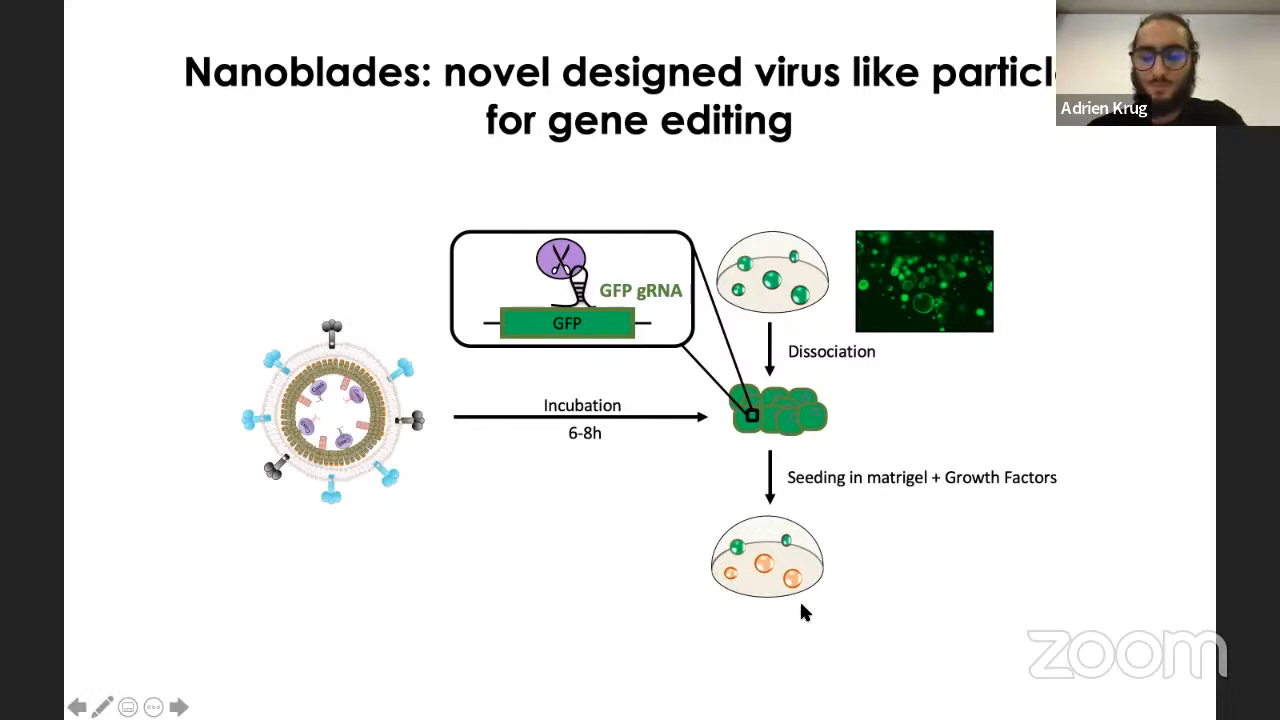 Nanoblades: novel designed virus like particl
for gene editing
Adrien Krug
GFP gRNA
GFP
Dissociation
Incubation
6-8h
Seeding in matrigel + Growth Factors
zoom